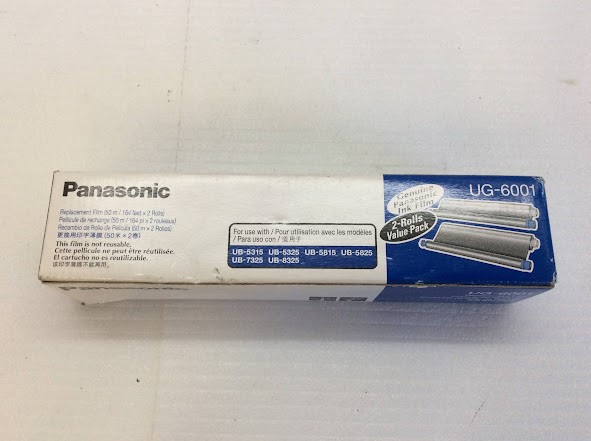 Panasonic
Replacement Film (50 m / 164 feet × 2 Rolls)
Pellicule de rechange (50 m / 164 pi × 2 rouleaux)
Recambio de Rollo de Película (50 m × 2 Rollos)
更換用印字薄膜 (50米 × 2卷)
This film is not reusable.
Cette pellicule ne peut être réutilisée.
El cartucho no es reutilizable.
該印字薄膜不能再用。
For use with / Pour utilisation avec les modèles
/ Para uso con / 適用于
UB-5315 UB-5325 UB-5815 UB-5825
UB-7325 UB-8325
Genuine
Panasonic
Ink Film
2-Rolls
Value Pack
UG-6001